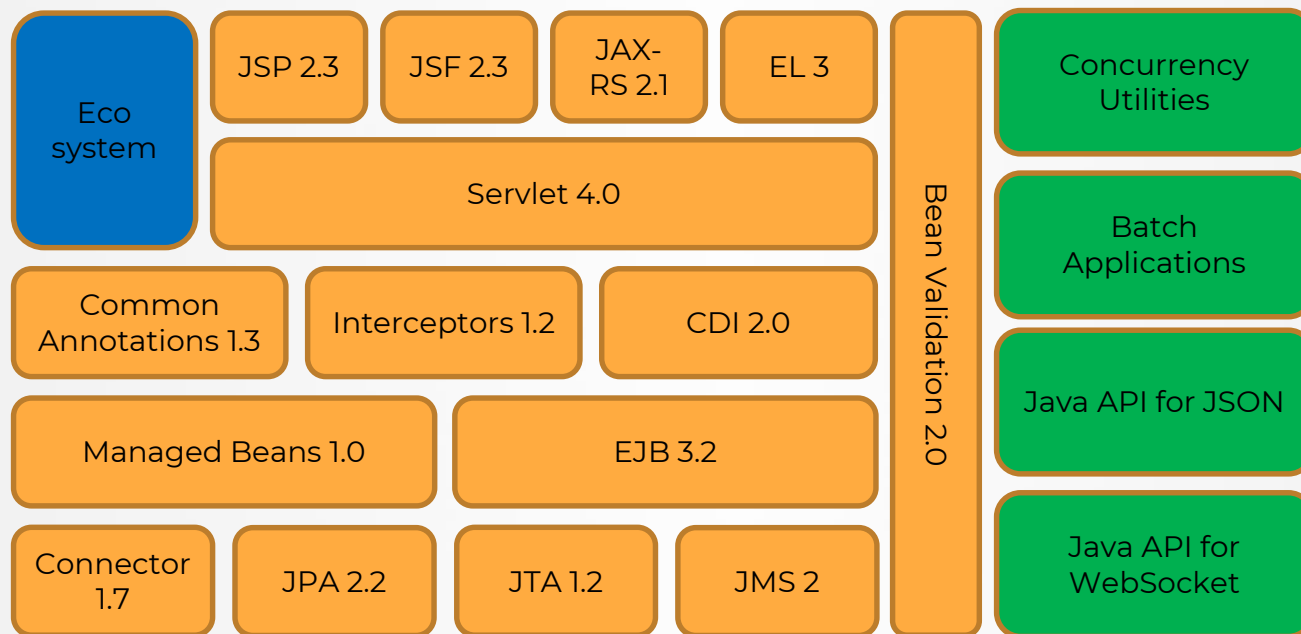 Eco
system
JSP 2.3
JSF 2.3
JAX-
RS 2.1
EL 3
Servlet 4.0
Common
Annotations 1.3
Interceptors 1.2
CDI 2.0
Managed Beans 1.0
EJB 3.2
Connector
1.7
JPA 2.2
JTA 1.2
JMS 2
Bean Validation 2.0
Concurrency
Utilities
Batch
Applications
Java API for JSON
Java API for
WebSocket